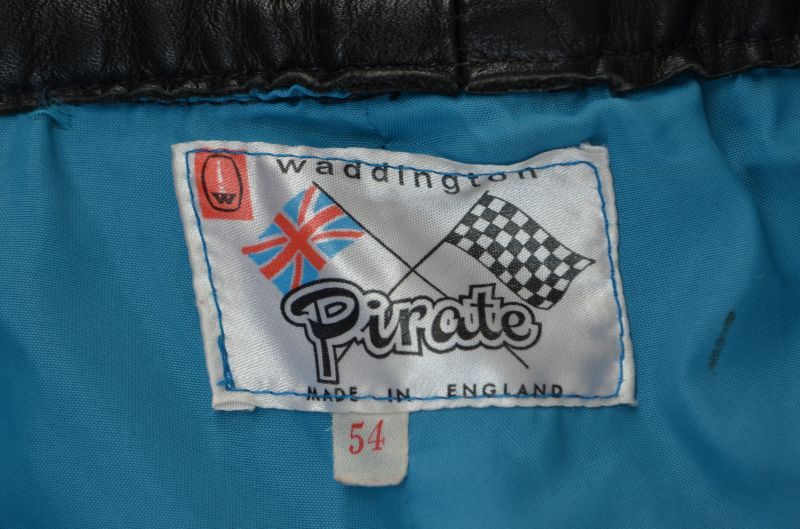 W
waddington
Pirate
MADE IN ENGLAND
54